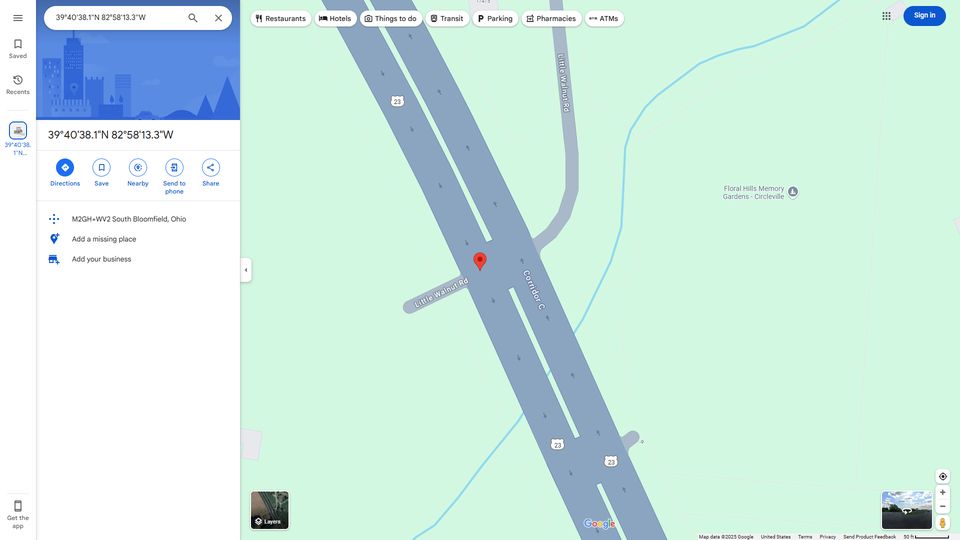 39°40'38.1"N 82°58'13.3"W
Restaurants
Hotels
Things to do
Transit
Parking
Pharmacies
ATMs
Sign in
Saved
Recents
39°40'38.
1"N...
39°40'38.1"N 82°58'13.3"W
Directions
Save
Nearby
Send to
phone
Share
M2GH+WV2 South Bloomfield, Ohio
Add a missing place
Add your business
Get the
app
23
Little Walnut Rd
Floral Hills Memory
Gardens - Circleville
Little Walnut Rd
Corridor C
23
23
Layers
Google
Map data ©2025 Google
United States
Terms
Privacy
Send Product Feedback
50 ft